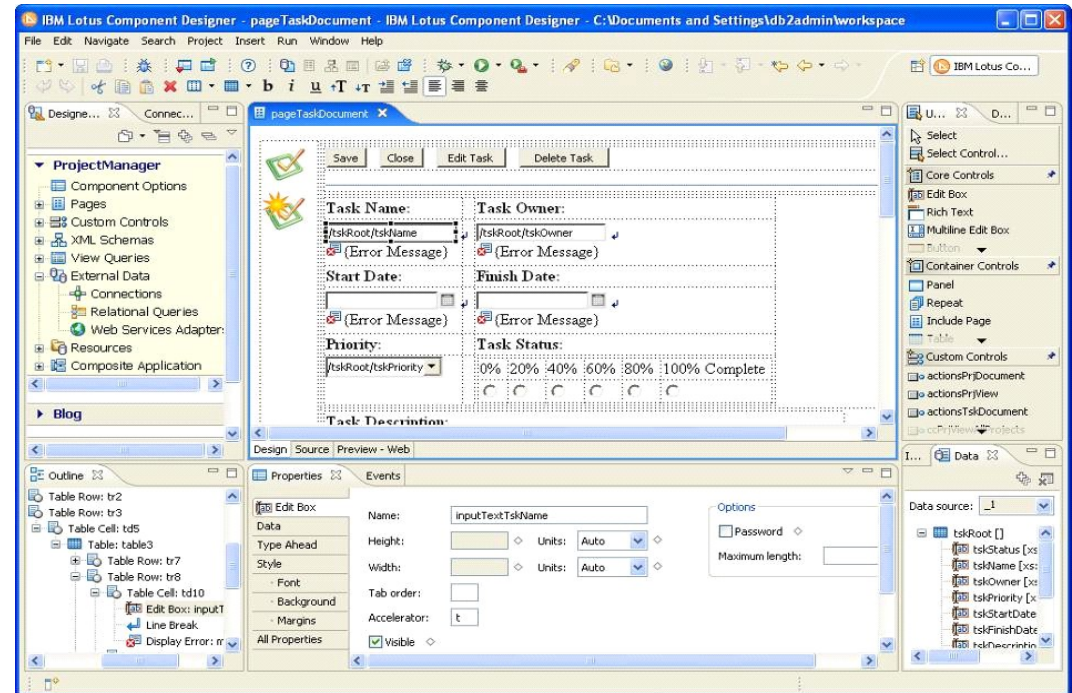 IBM Lotus Component Designer - pageTaskDocument - IBM Lotus Component Designer - C:\Documents and Settings\db2admin\workspace
File Edit Navigate Search Project Insert Run Window Help
IBM Lotus Co...
b i u
Designe... Connec...
ProjectManager
Component Options
Pages
Custom Controls
XML Schemas
View Queries
External Data
Connections
Relational Queries
Web Services Adapter:
Resources
Composite Application
Blog
pageTaskDocument
Save Close Edit Task Delete Task
Task Name: Task Owner:
/tskRoot/tskName /tskRoot/tskOwner
{Error Message} {Error Message}
Start Date: Finish Date:
{Error Message} {Error Message}
Priority: Task Status:
/tskRoot/tskPriority 0% 20% 40% 60% 80% 100% Complete
Task Description:
Design Source Preview - Web
U... D...
Select
Select Control...
Core Controls
Edit Box
Rich Text
Multiline Edit Box
Button
Container Controls
Panel
Repeat
Include Page
Table
Custom Controls
actionsPrjDocument
actionsPrjView
actionsTskDocument
Outline
Table Row: tr2
Table Row: tr3
Table Cell: td5
Table: table3
Table Row: tr7
Table Row: tr8
Table Cell: td10
Edit Box: inputT
Line Break
Display Error: m
Properties Events
Edit Box
Data
Type Ahead
Style
Font
Background
Margins
All Properties
Name: inputTextTskName
Height: Units: Auto
Width: Units: Auto
Tab order:
Accelerator: t
Visible
Options
Password
Maximum length:
I... Data
Data source: _1
tskRoot []
tskStatus [xs
tskName [xs:
tskOwner [xs
tskPriority [x
tskStartDate
tskFinishDate
tskDescriptio